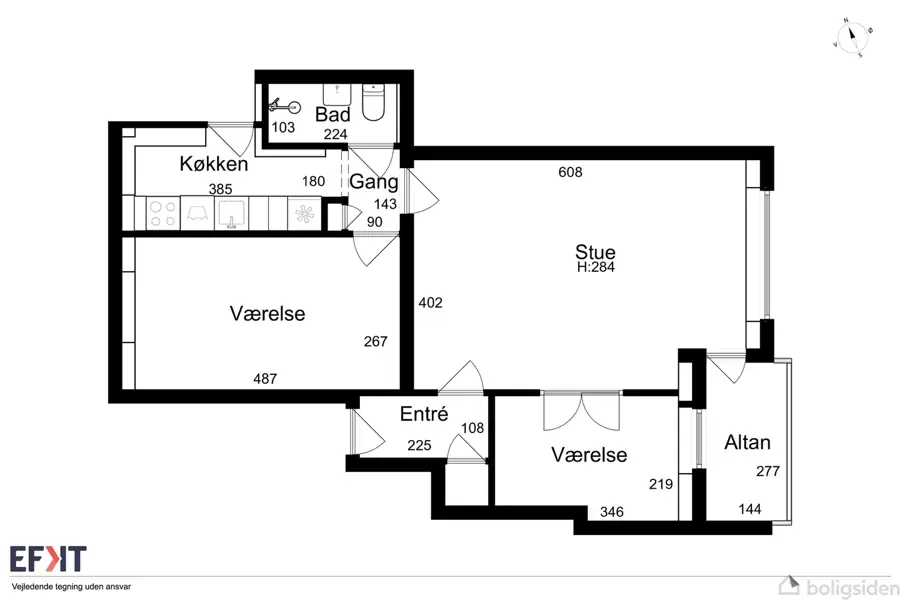 N
Ø
V
S
Bad
103
224
Køkken
385
180
Gang
143
90
608
Stue
H:284
402
Værelse
267
487
Entré
108
225
Værelse
219
346
Altan
277
144
EFKT
Vejledende tegning uden ansvar
boligsiden